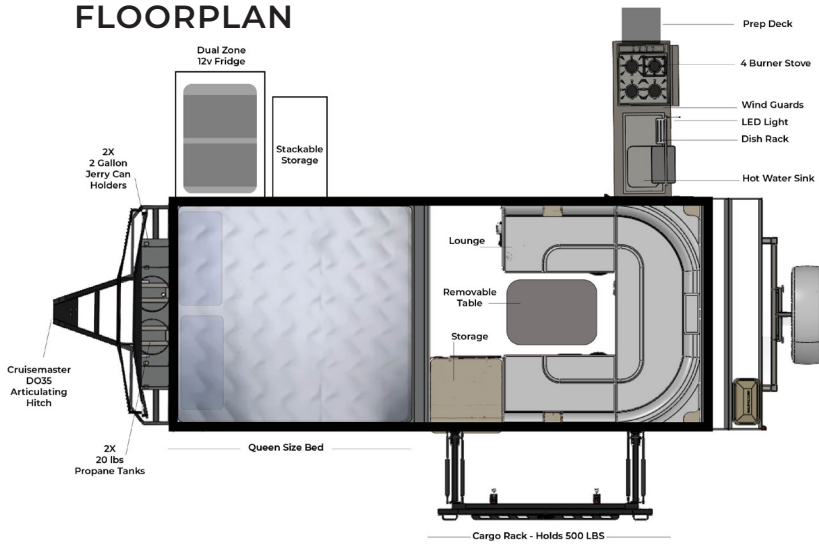 FLOORPLAN
Dual Zone
12v Fridge
Stackable
Storage
2X
2 Gallon
Jerry Can
Holders
Prep Deck
4 Burner Stove
Wind Guards
LED Light
Dish Rack
Hot Water Sink
Lounge
Removable
Table
Storage
Cruisemaster
DO35
Articulating
Hitch
2X
20 lbs
Propane Tanks
Queen Size Bed
Cargo Rack - Holds 500 LBS